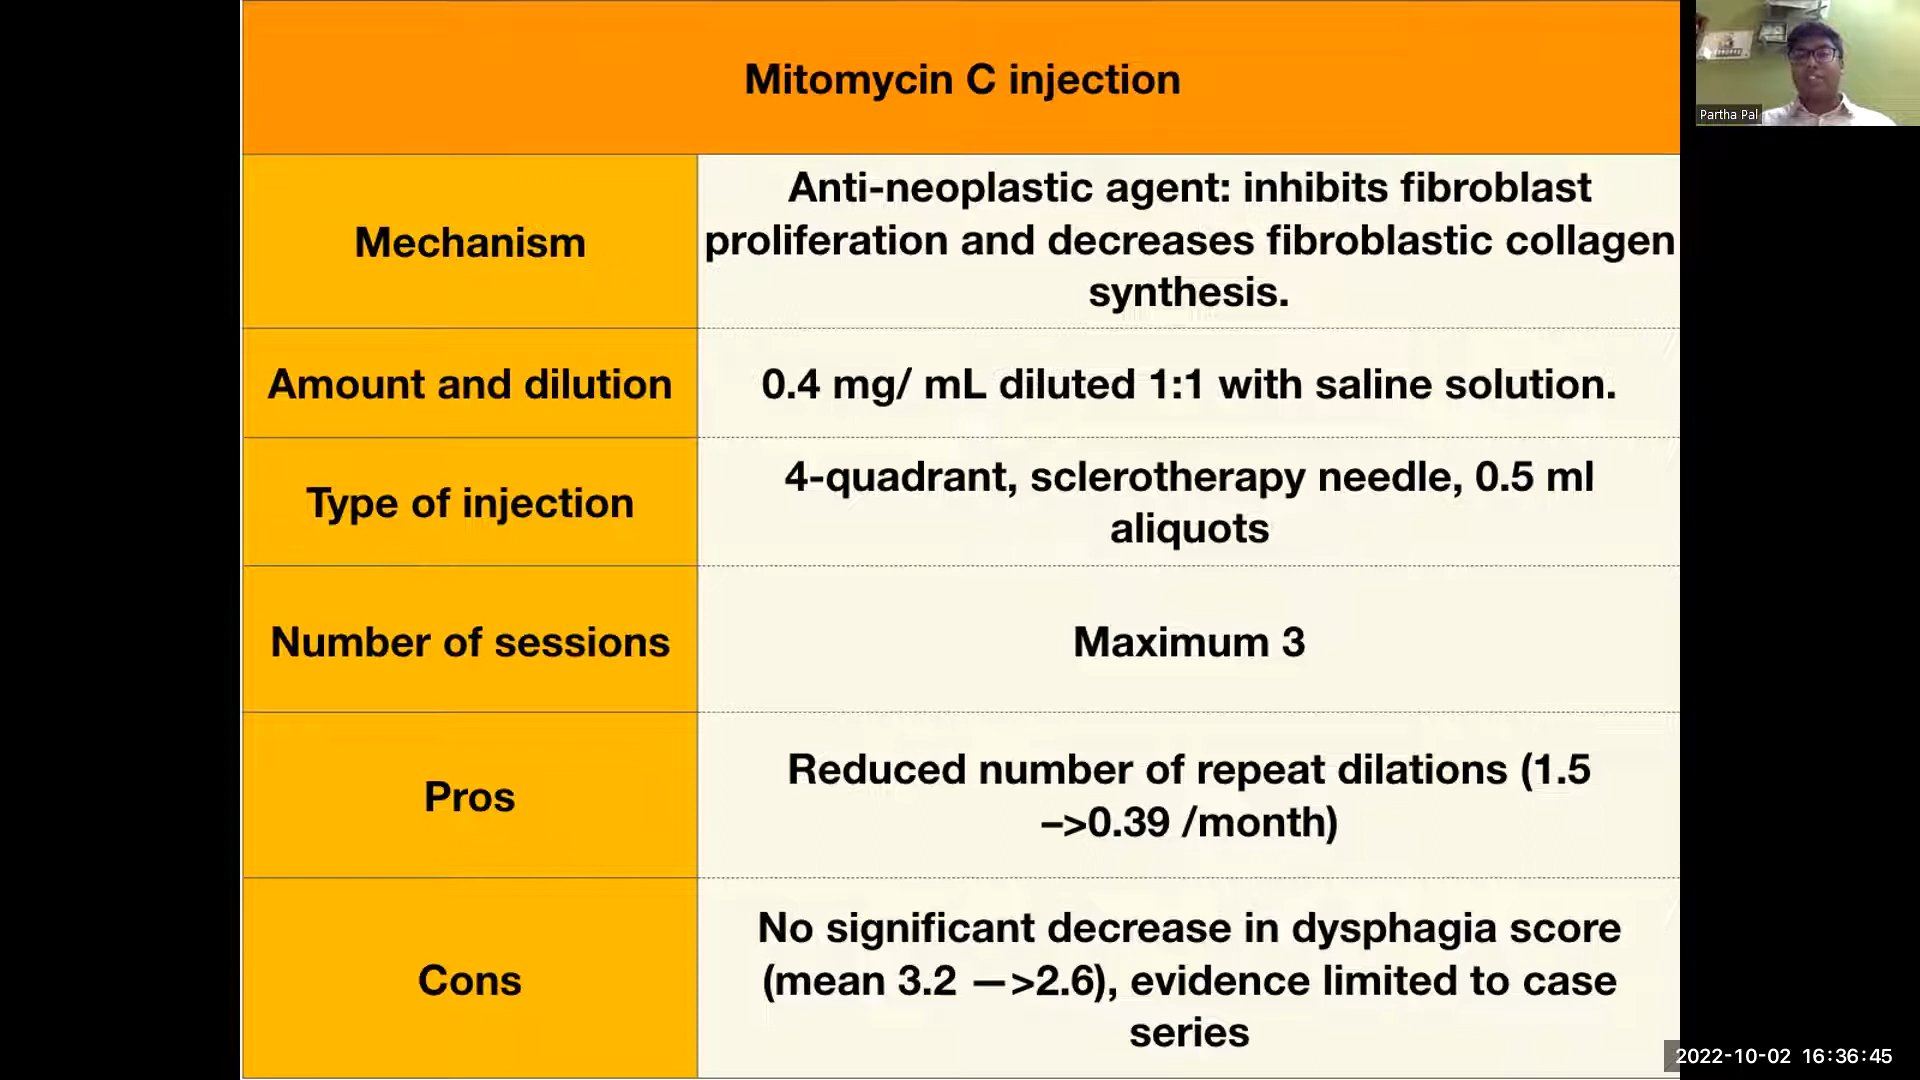 Mitomycin C injection
Partha Pal
Mechanism
Anti-neoplastic agent: inhibits fibroblast
proliferation and decreases fibroblastic collagen
synthesis.
Amount and dilution
0.4 mg/ mL diluted 1:1 with saline solution.
Type of injection
4-quadrant, sclerotherapy needle, 0.5 ml
aliquots
Number of sessions
Maximum 3
Pros
Reduced number of repeat dilations (1.5
–>0.39 /month)
Cons
No significant decrease in dysphagia score
(mean 3.2 —>2.6), evidence limited to case
series
2022-10-02 16:36:45